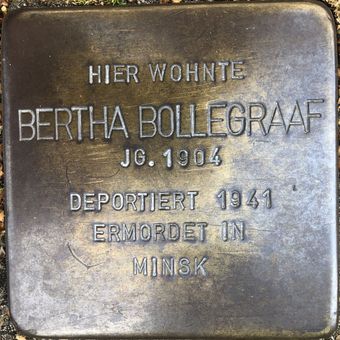 HIER WOHNTE
BERTHA BOLLEGRAAF
JG. 1904
DEPORTIERT 1941
ERMORDET IN
MINSK